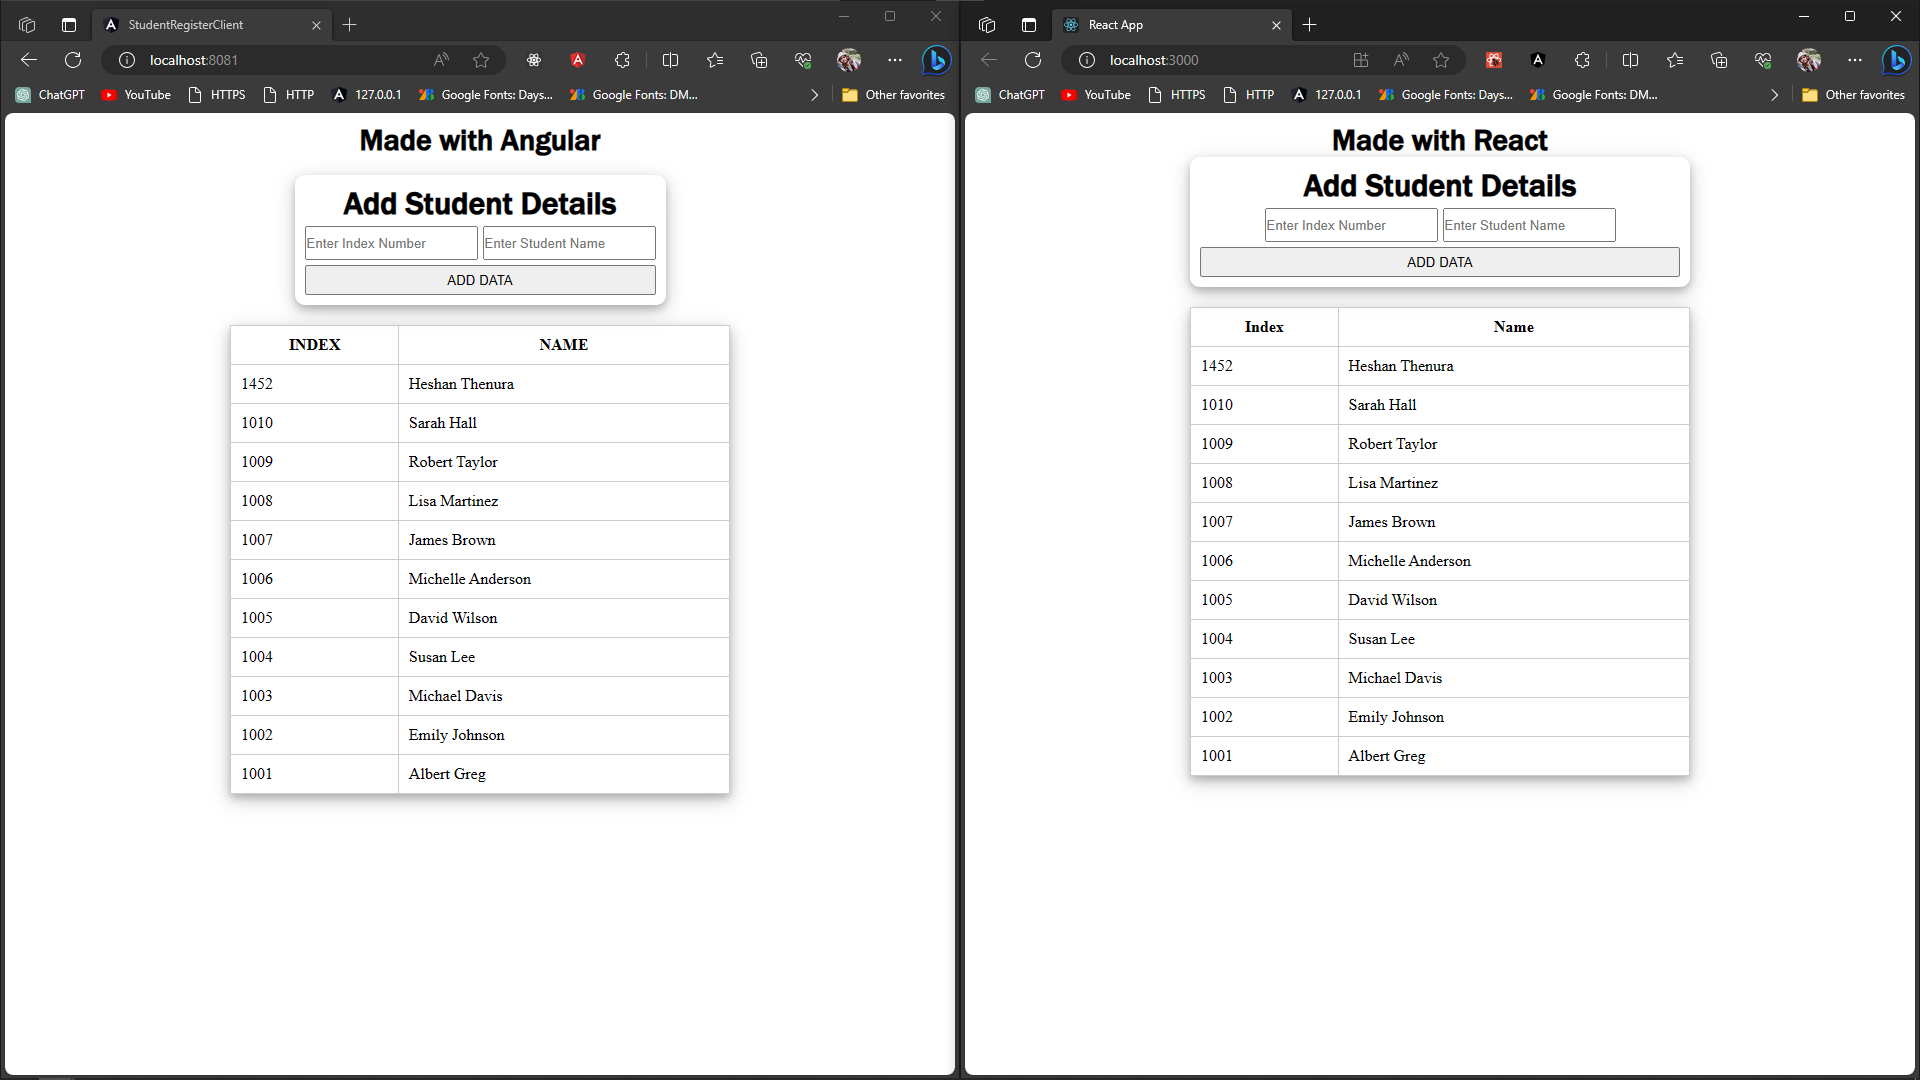 StudentRegisterClient
localhost:8081
ChatGPT YouTube HTTPS HTTP 127.0.0.1 Google Fonts: Days... Google Fonts: DM... Other favorites
Made with Angular
Add Student Details
Enter Index Number Enter Student Name
ADD DATA
INDEX NAME
1452 Heshan Thenura
1010 Sarah Hall
1009 Robert Taylor
1008 Lisa Martinez
1007 James Brown
1006 Michelle Anderson
1005 David Wilson
1004 Susan Lee
1003 Michael Davis
1002 Emily Johnson
1001 Albert Greg
React App
localhost:3000
ChatGPT YouTube HTTPS HTTP 127.0.0.1 Google Fonts: Days... Google Fonts: DM... Other favorites
Made with React
Add Student Details
Enter Index Number Enter Student Name
ADD DATA
Index Name
1452 Heshan Thenura
1010 Sarah Hall
1009 Robert Taylor
1008 Lisa Martinez
1007 James Brown
1006 Michelle Anderson
1005 David Wilson
1004 Susan Lee
1003 Michael Davis
1002 Emily Johnson
1001 Albert Greg